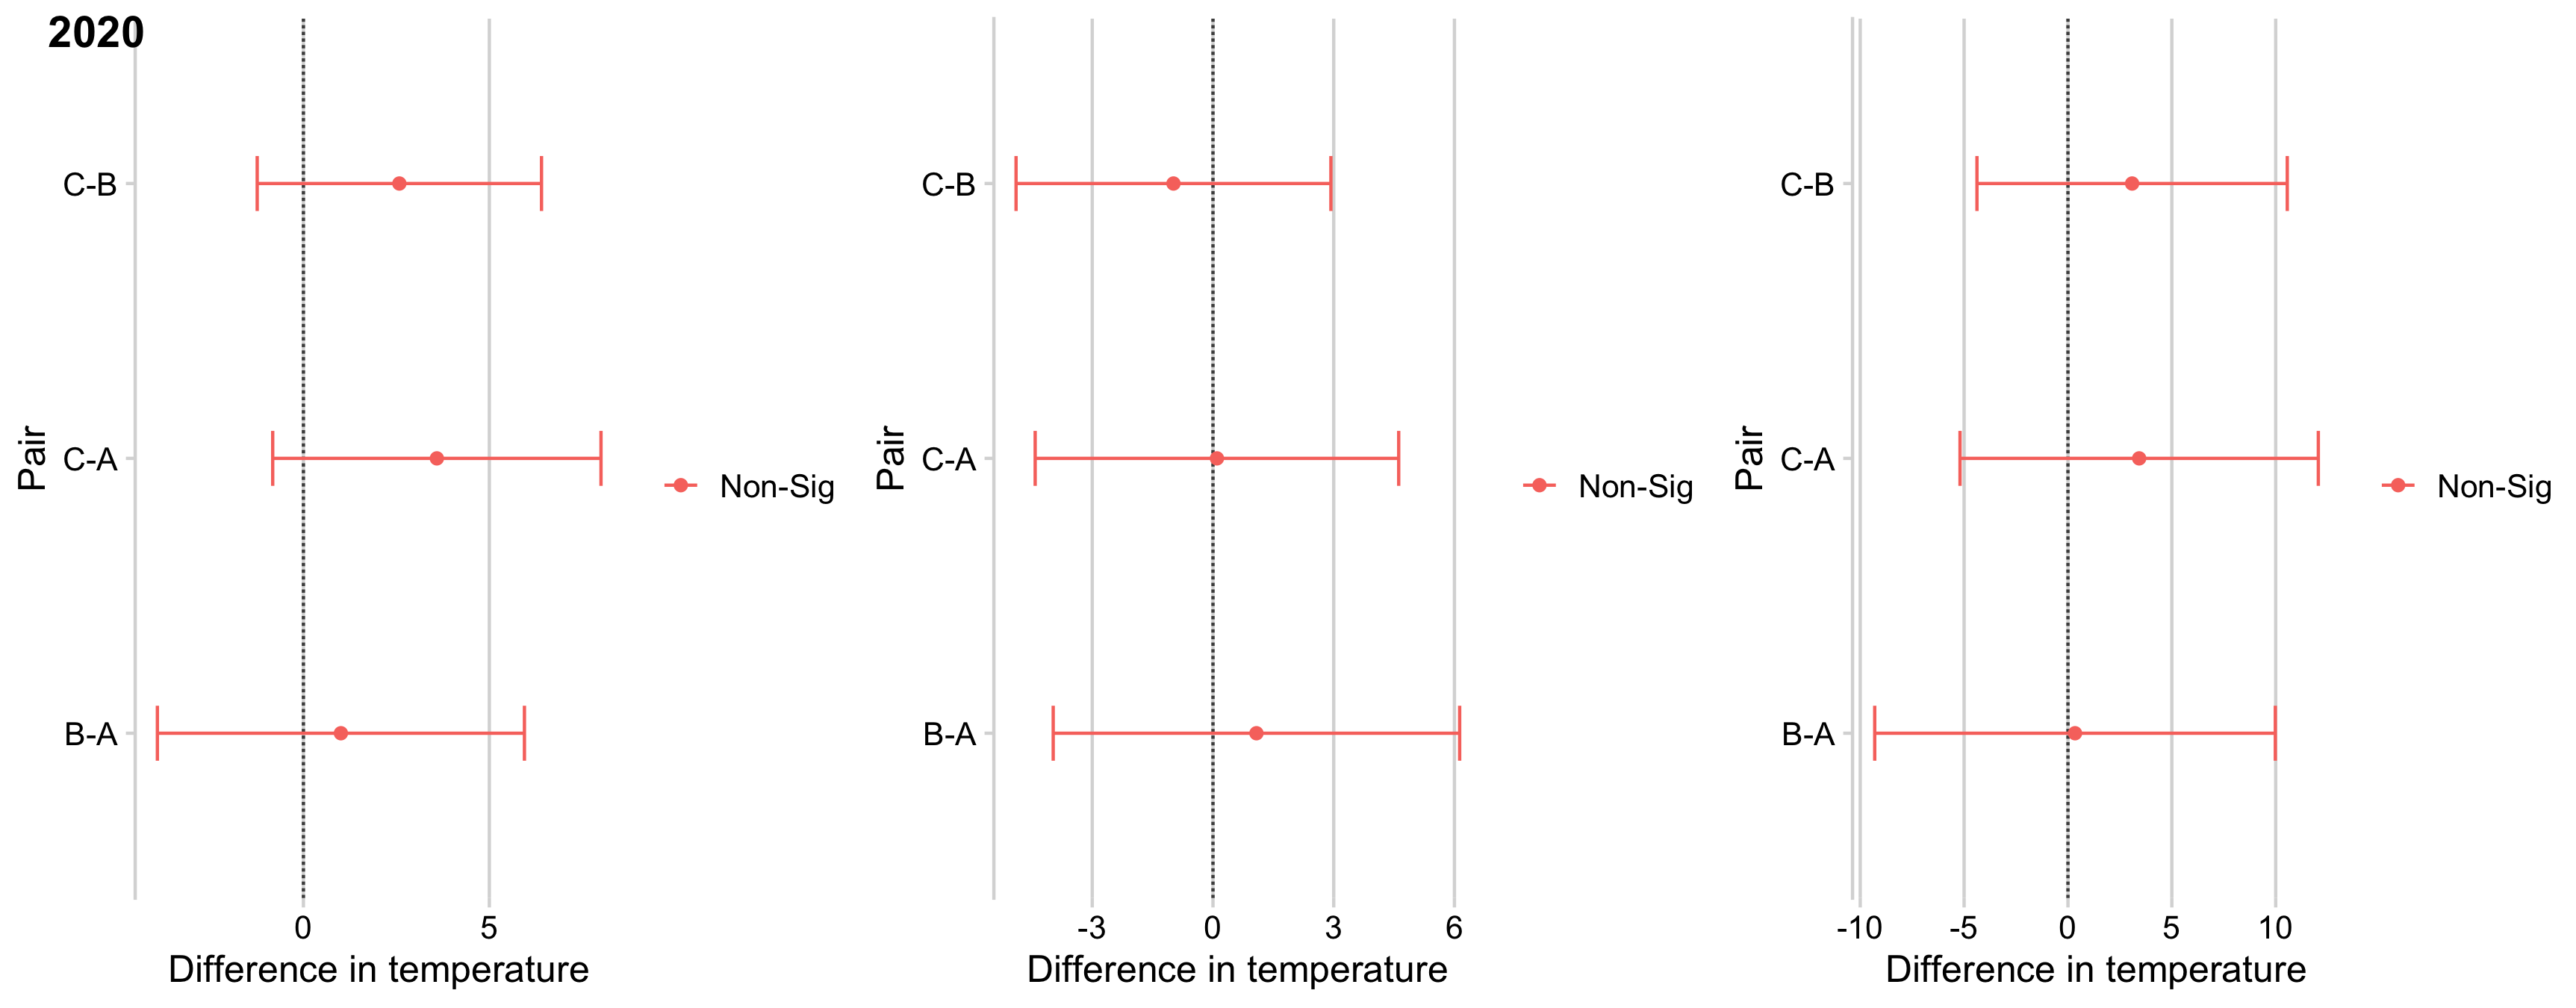 2020
C-B
C-A
B-A
Pair
0 5
Difference in temperature
Non-Sig
C-B
C-A
B-A
Pair
-3 0 3 6
Difference in temperature
Non-Sig
C-B
C-A
B-A
Pair
-10 -5 0 5 10
Difference in temperature
Non-Sig